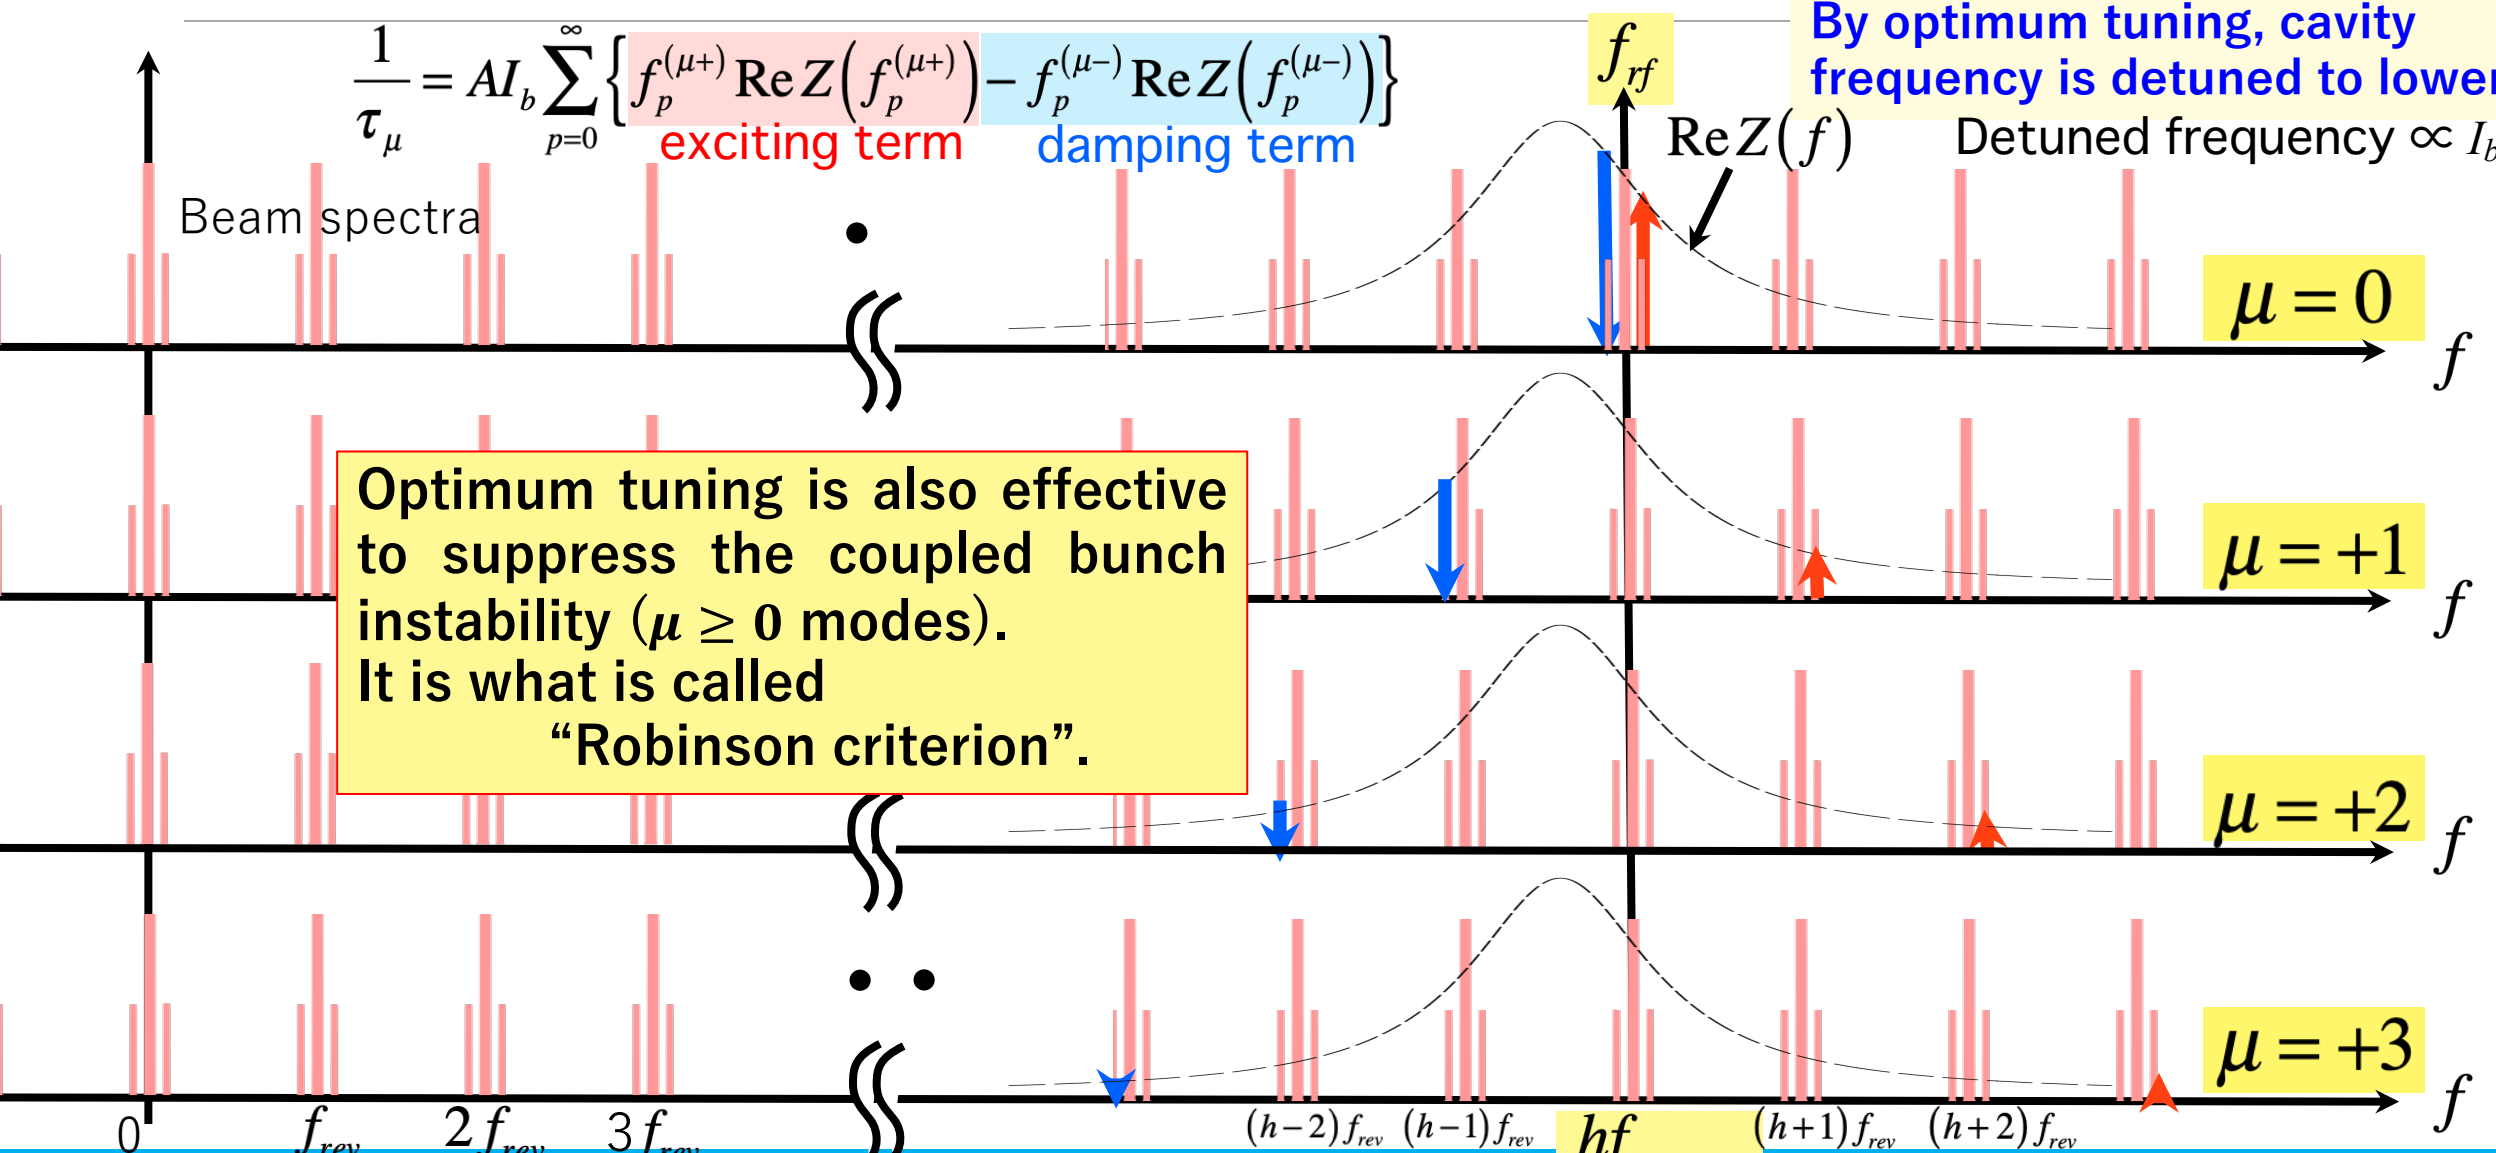 By optimum tuning, cavity
frequency is detuned to lower
Detuned frequency ∝ I_b
1/τ_μ = AI_b ∑_{p=0}^{∞} { f_p^{(μ+)} Re Z( f_p^{(μ+)} ) − f_p^{(μ−)} Re Z( f_p^{(μ−)} ) }
exciting term
damping term
f_rf
Re Z(f)
Beam spectra
μ = 0
f
μ = +1
f
Optimum tuning is also effective
to suppress the coupled bunch
instability (μ ≥ 0 modes).
It is what is called
“Robinson criterion”.
μ = +2
f
μ = +3
f
0
f_rev
2 f_rev
3 f_rev
(h−2) f_rev
(h−1) f_rev
hf
(h+1) f_rev
(h+2) f_rev